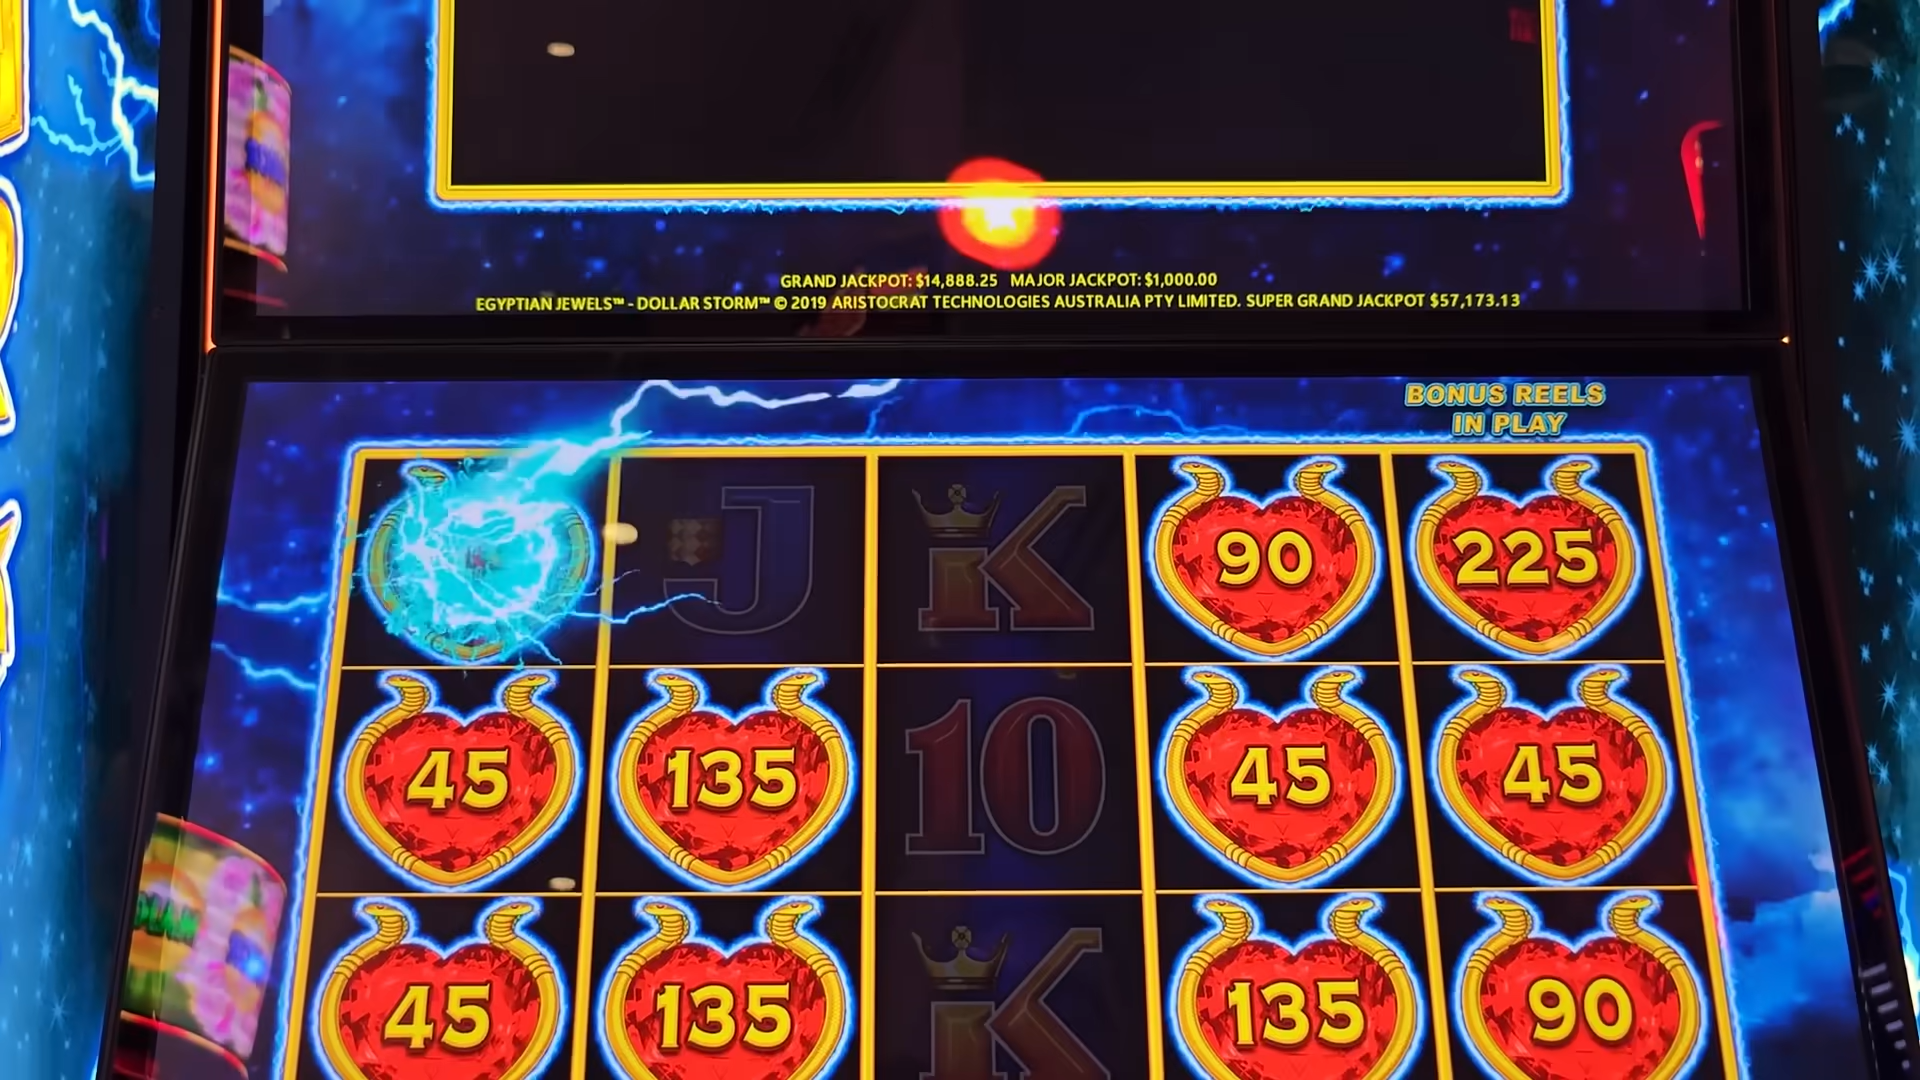 GRAND JACKPOT: $14,888.25 MAJOR JACKPOT: $1,000.00
EGYPTIAN JEWELS™ - DOLLAR STORM™ © 2019 ARISTOCRAT TECHNOLOGIES AUSTRALIA PTY LIMITED. SUPER GRAND JACKPOT $57,173.13
BONUS REELS
IN PLAY
J K 90 225
45 135 10 45 45
45 135 K 135 90